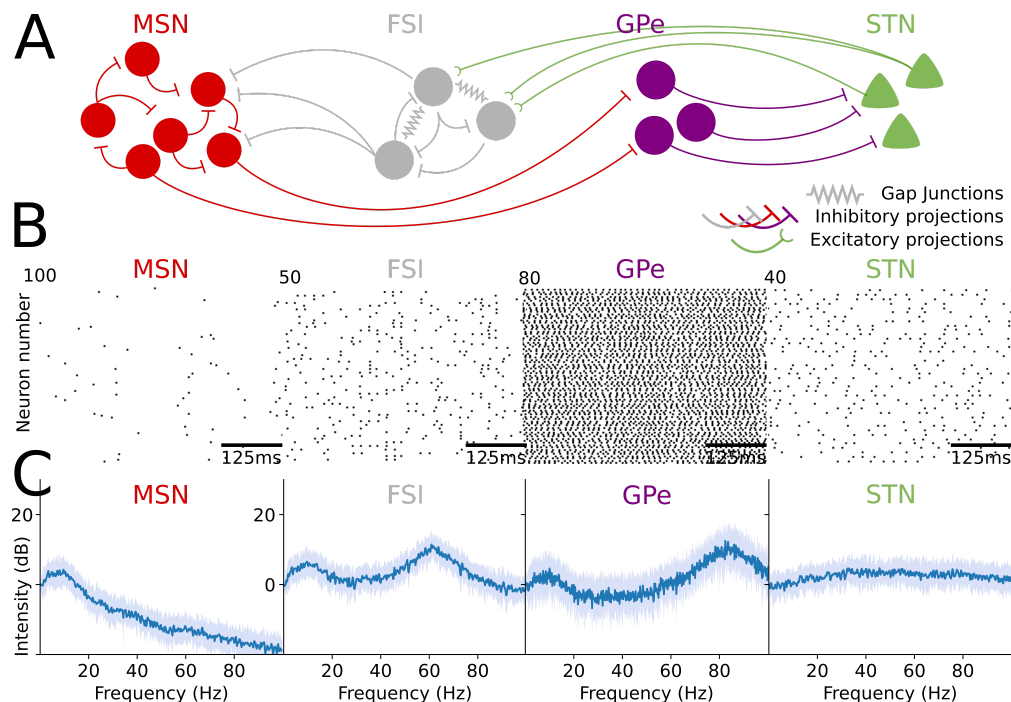 A
MSN FSI GPe STN
Gap Junctions
Inhibitory projections
Excitatory projections
B
MSN FSI GPe STN
100 50 80 40
Neuron number
125ms 125ms 125ms 125ms
C
MSN FSI GPe STN
20 20
0 0
Intensity (dB)
20 40 60 80 20 40 60 80 20 40 60 80 20 40 60 80
Frequency (Hz) Frequency (Hz) Frequency (Hz) Frequency (Hz)